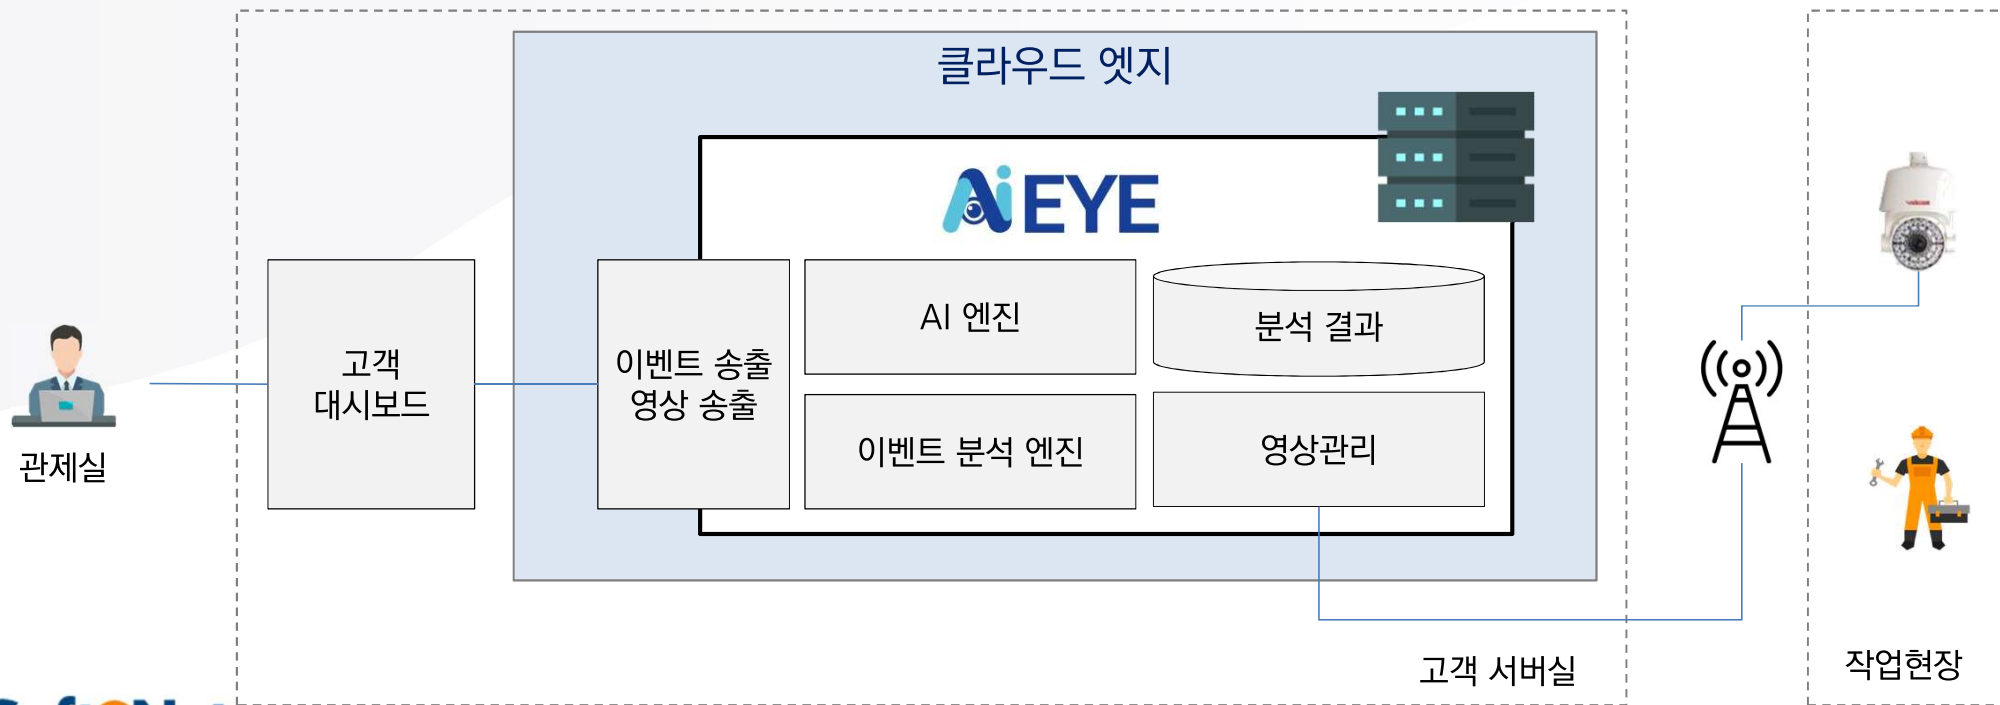 클라우드 엣지
Ai EYE
AI 엔진
분석 결과
고객
대시보드
이벤트 송출
영상 송출
이벤트 분석 엔진
영상관리
관제실
고객 서버실
작업현장